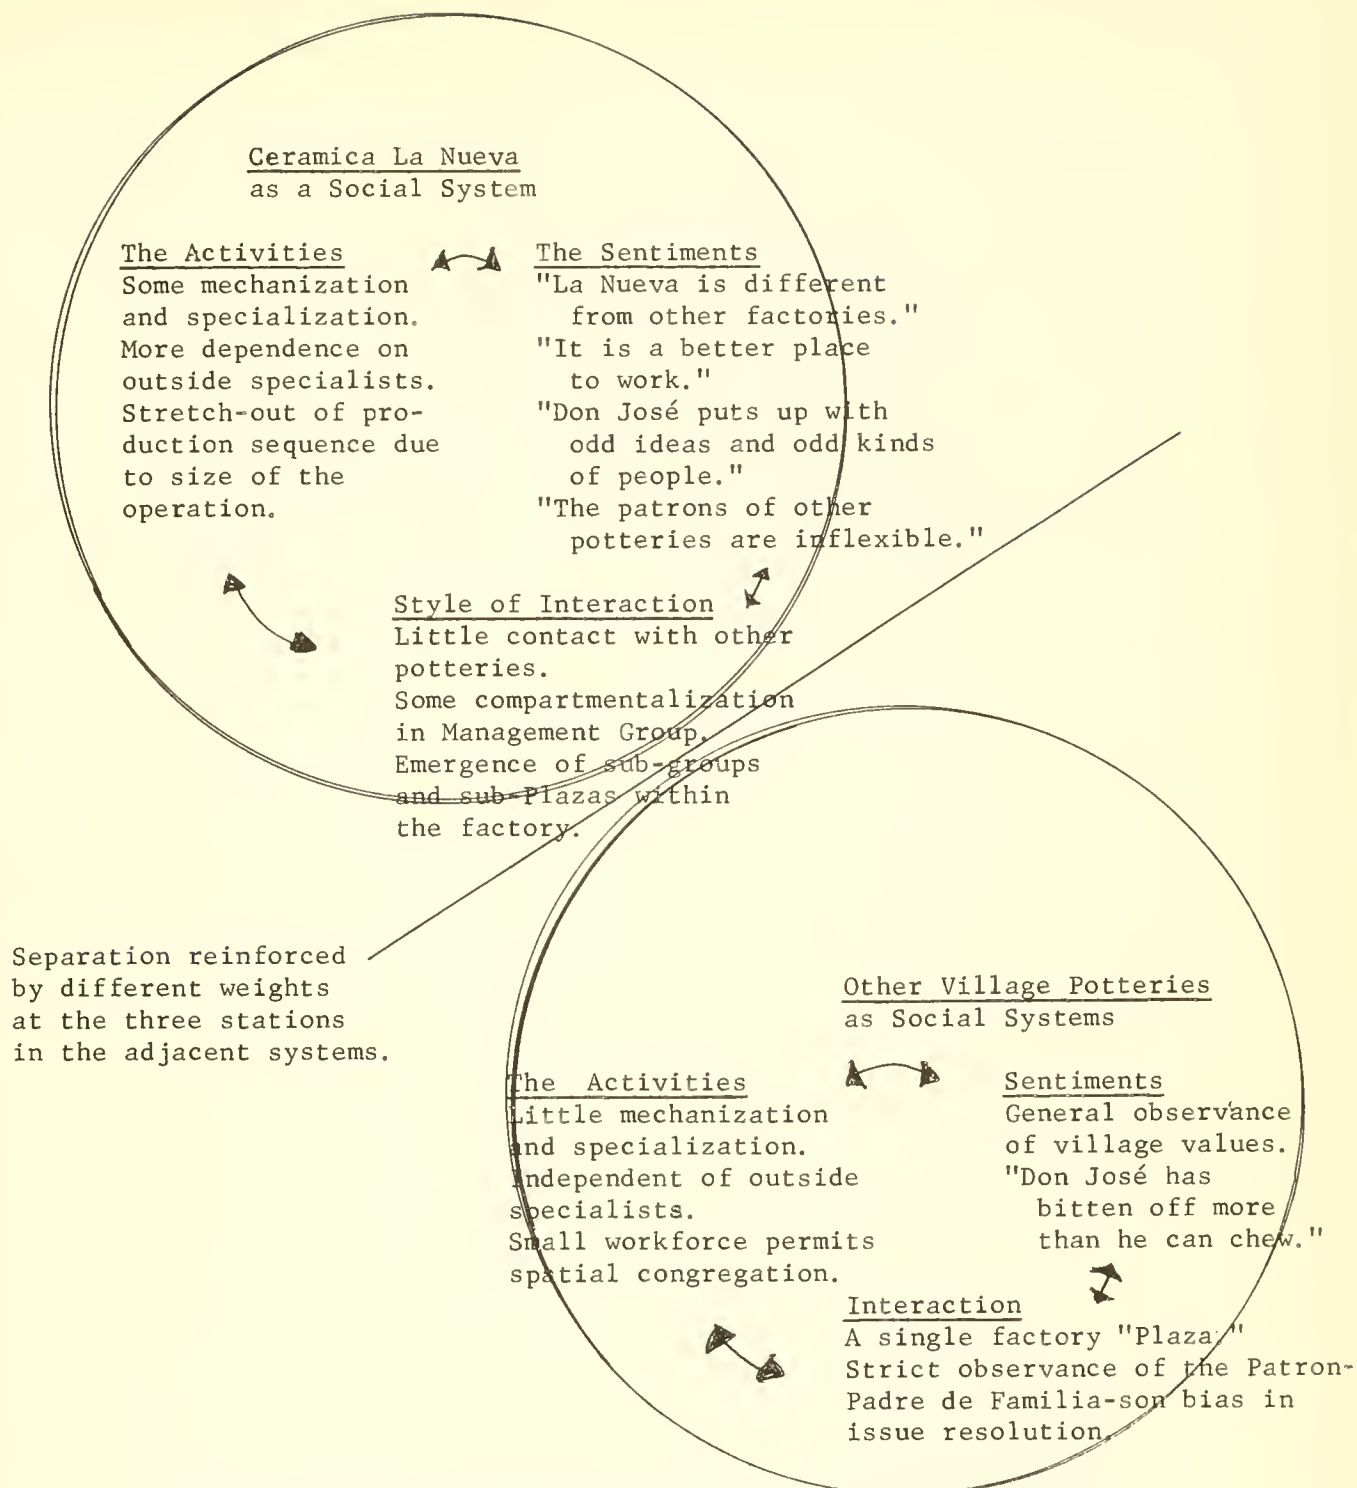 Ceramica La Nueva
as a Social System
The Activities
Some mechanization
and specialization.
More dependence on
outside specialists.
Stretch-out of pro-
duction sequence due
to size of the
operation.
The Sentiments
"La Nueva is different
from other factories."
"It is a better place
to work."
"Don José puts up with
odd ideas and odd kinds
of people."
"The patrons of other
potteries are inflexible."
Style of Interaction
Little contact with other
potteries.
Some compartmentalization
in Management Group.
Emergence of sub-groups
and sub-Plazas within
the factory.
Separation reinforced
by different weights
at the three stations
in the adjacent systems.
Other Village Potteries
as Social Systems
The Activities
Little mechanization
and specialization.
Independent of outside
specialists.
Small workforce permits
spatial congregation.
Sentiments
General observance
of village values.
"Don José has
bitten off more
than he can chew."
Interaction
A single factory "Plaza."
Strict observance of the Patron-
Padre de Familia-son bias in
issue resolution.